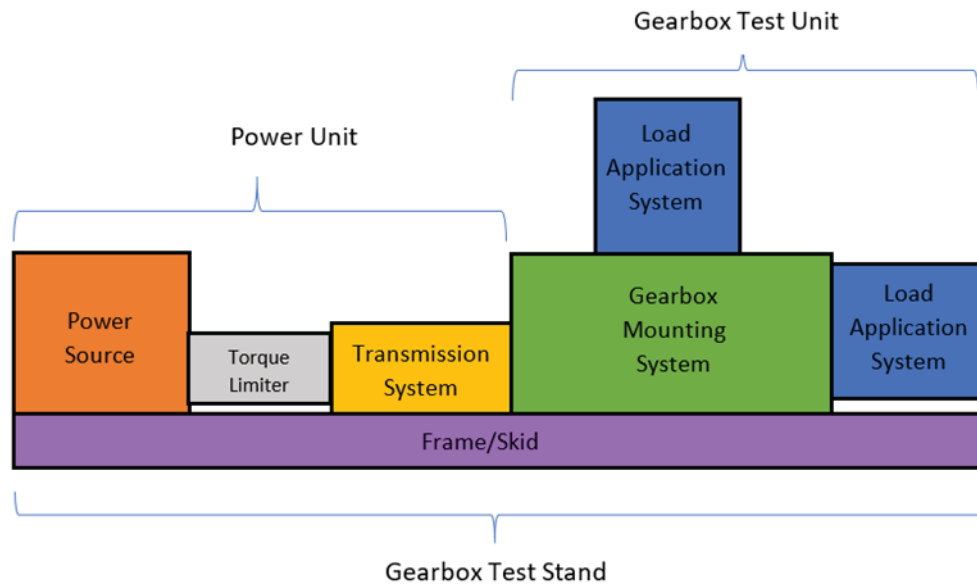 Gearbox Test Unit
Power Unit
Load
Application
System
Power
Source
Torque
Limiter
Transmission
System
Gearbox
Mounting
System
Load
Application
System
Frame/Skid
Gearbox Test Stand